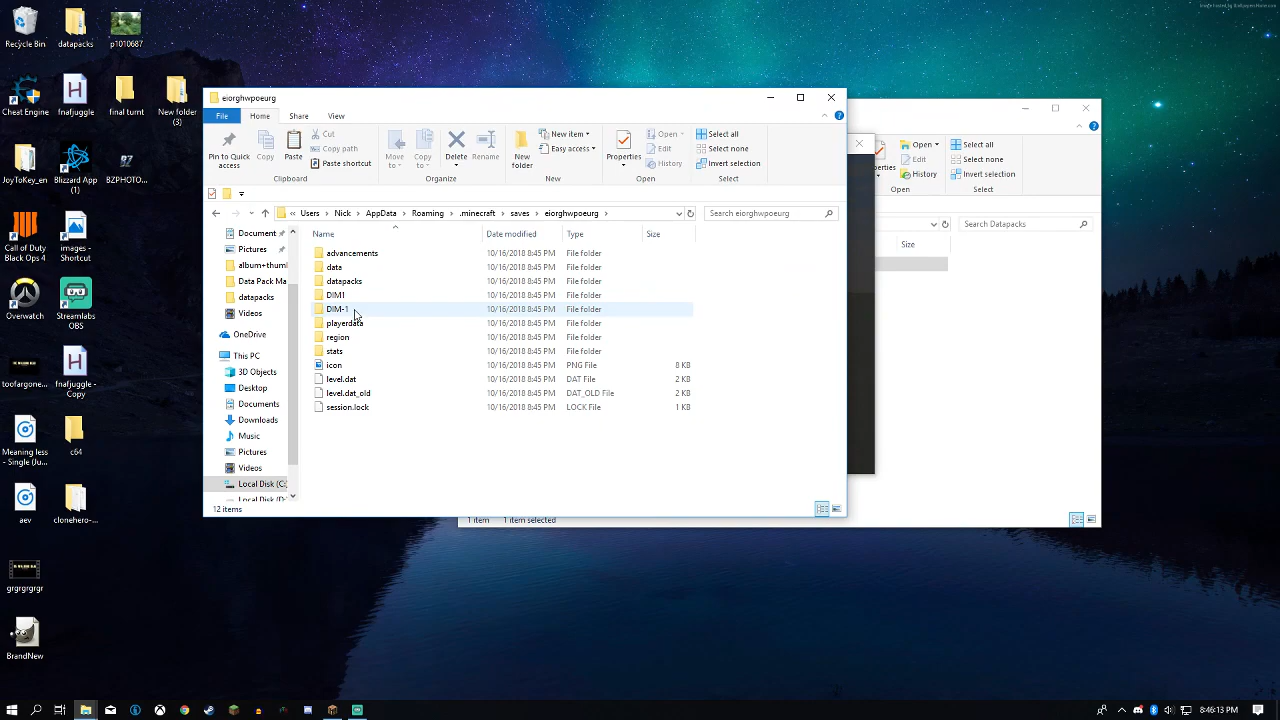 Recycle Bin
datapacks
p1010687
Cheat Engine
fnafjuggle
final turnt
New folder (3)
JoyToKey_en
Blizzard App (1)
BZPHOTO...
Call of Duty Black Ops 4
images - Shortcut
Overwatch
Streamlabs OBS
toofargone...
fnafjuggle - Copy
Meaning less - Single (Ju...
c64
aev
clonehero-...
grgrgrgrgr
BrandNew
eiorghwpoeurg
File Home Share View
Pin to Quick access
Copy
Paste
Cut
Copy path
Paste shortcut
Clipboard
Move to
Copy to
Delete
Rename
Organize
New folder
New item
Easy access
New
Properties
Open
Edit
History
Open
Select all
Select none
Invert selection
Select
« Users > Nick > AppData > Roaming > .minecraft > saves > eiorghwpoeurg >
Search eiorghwpoeurg
Document
Pictures
album+thuml
Data Pack Ma
datapacks
Videos
OneDrive
This PC
3D Objects
Desktop
Documents
Downloads
Music
Pictures
Videos
Local Disk (C:
Local Disk (D:
Name Date modified Type Size
advancements 10/16/2018 8:45 PM File folder
data 10/16/2018 8:45 PM File folder
datapacks 10/16/2018 8:45 PM File folder
DIM1 10/16/2018 8:45 PM File folder
DIM-1 10/16/2018 8:45 PM File folder
playerdata 10/16/2018 8:45 PM File folder
region 10/16/2018 8:45 PM File folder
stats 10/16/2018 8:45 PM File folder
icon 10/16/2018 8:45 PM PNG File 8 KB
level.dat 10/16/2018 8:45 PM DAT File 2 KB
level.dat_old 10/16/2018 8:45 PM DAT_OLD File 2 KB
session.lock 10/16/2018 8:45 PM LOCK File 1 KB
12 items
Open
Edit
History
Open
Select all
Select none
Invert selection
Select
Search Datapacks
Size
1 item 1 item selected
8:46:13 PM